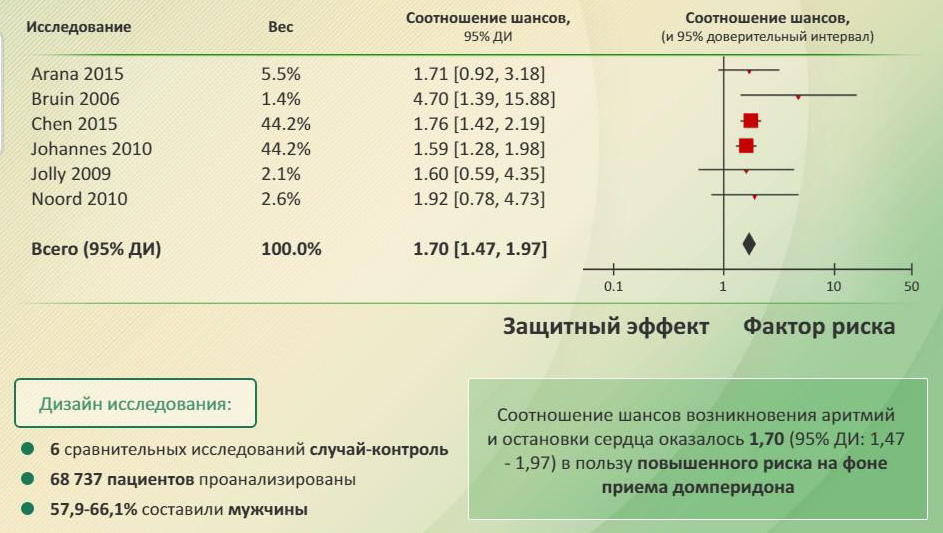 Исследование Вес Соотношение шансов, Соотношение шансов,
95% ДИ (и 95% доверительный интервал)
Arana 2015 5.5% 1.71 [0.92, 3.18]
Bruin 2006 1.4% 4.70 [1.39, 15.88]
Chen 2015 44.2% 1.76 [1.42, 2.19]
Johannes 2010 44.2% 1.59 [1.28, 1.98]
Jolly 2009 2.1% 1.60 [0.59, 4.35]
Noord 2010 2.6% 1.92 [0.78, 4.73]
Всего (95% ДИ) 100.0% 1.70 [1.47, 1.97]
0.1 1 10 50
Защитный эффект Фактор риска
Дизайн исследования:
6 сравнительных исследований случай-контроль
68 737 пациентов проанализированы
57,9-66,1% составили мужчины
Соотношение шансов возникновения аритмий
и остановки сердца оказалось 1,70 (95% ДИ: 1,47
- 1,97) в пользу повышенного риска на фоне
приема домперидона